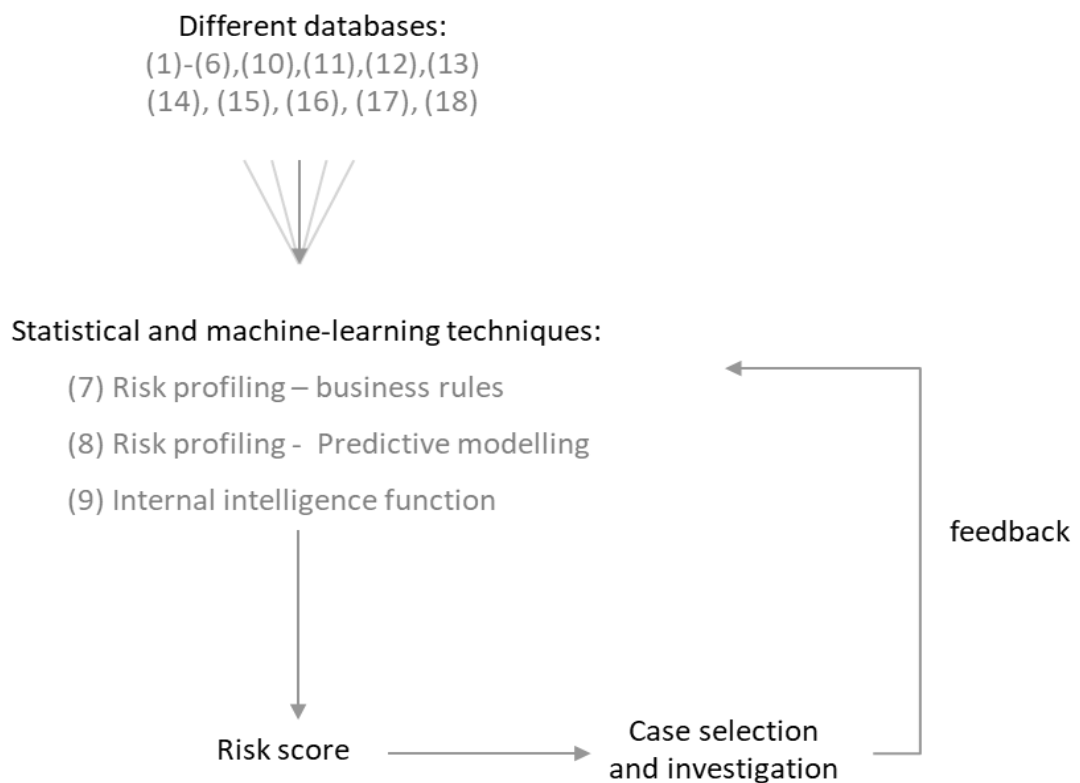 Different databases:
(1)-(6),(10),(11),(12),(13)
(14), (15), (16), (17), (18)
Statistical and machine-learning techniques:
(7) Risk profiling – business rules
(8) Risk profiling - Predictive modelling
(9) Internal intelligence function
feedback
Risk score
Case selection
and investigation